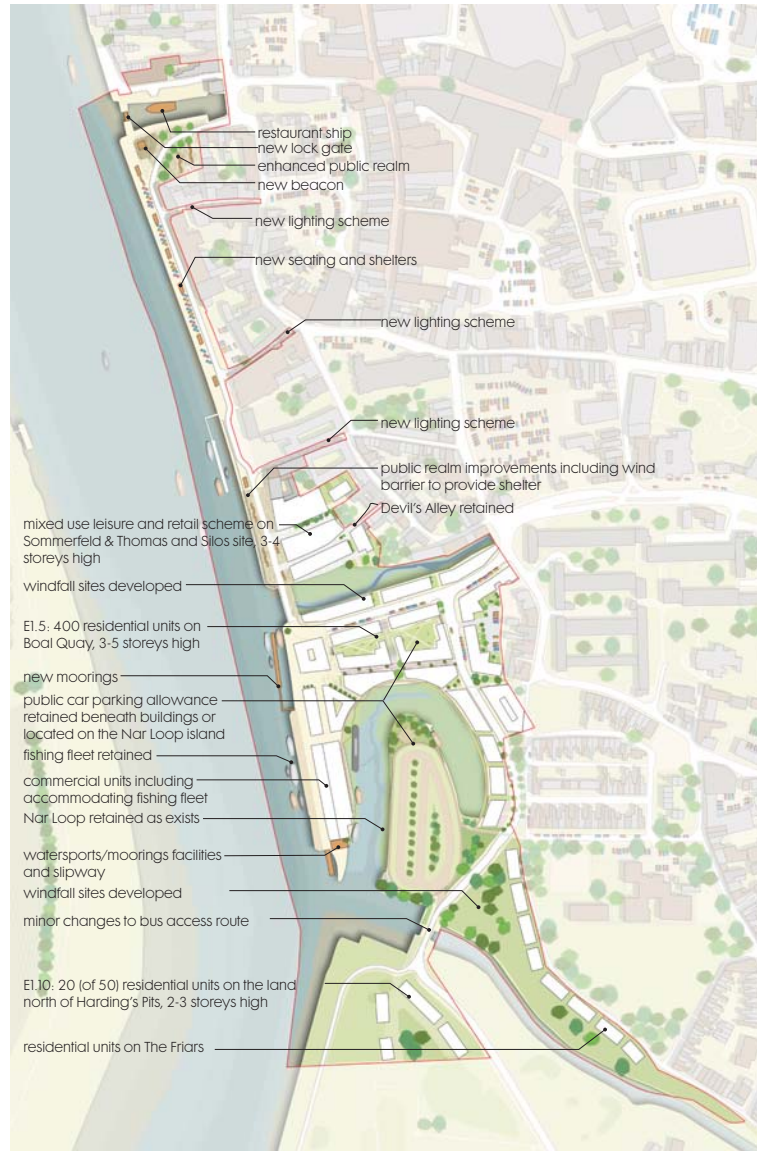 restaurant ship
new lock gate
enhanced public realm
new beacon
new lighting scheme
new seating and shelters
new lighting scheme
new lighting scheme
public realm improvements including wind
barrier to provide shelter
Devil's Alley retained
mixed use leisure and retail scheme on
Sommerfeld & Thomas and Silos site, 3-4
storeys high
windfall sites developed
E1.5: 400 residential units on
Boal Quay, 3-5 storeys high
new moorings
public car parking allowance
retained beneath buildings or
located on the Nar Loop island
fishing fleet retained
commercial units including
accommodating fishing fleet
Nar Loop retained as exists
watersports/moorings facilities
and slipway
windfall sites developed
minor changes to bus access route
E1.10: 20 (of 50) residential units on the land
north of Harding's Pits, 2-3 storeys high
residential units on The Friars